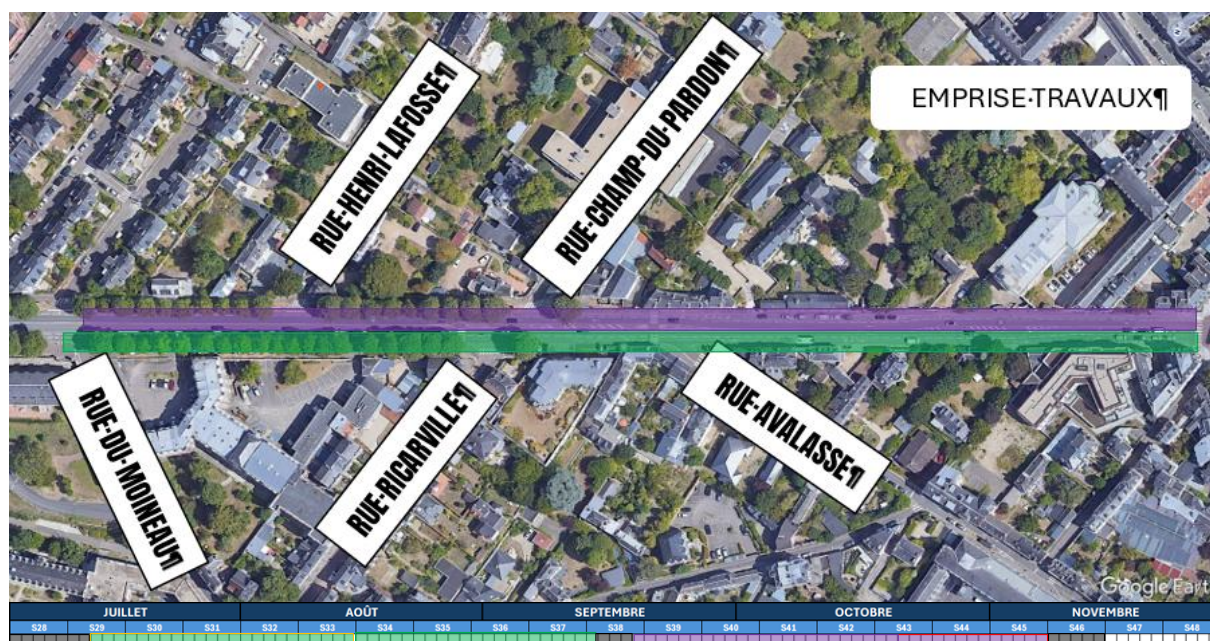 EMPRISE·TRAVAUX¶
RUE·HENRI·LAFOSSE¶
RUE·CHAMP·DU·PARDON¶
RUE·DU·MOINEAU¶
RUE·RICARVILLE¶
RUE·AVALASSE¶
Google Eart
JUILLET AOÛT SEPTEMBRE OCTOBRE NOVEMBRE
S28 S29 S30 S31 S32 S33 S34 S35 S36 S37 S38 S39 S40 S41 S42 S43 S44 S45 S46 S47 S48